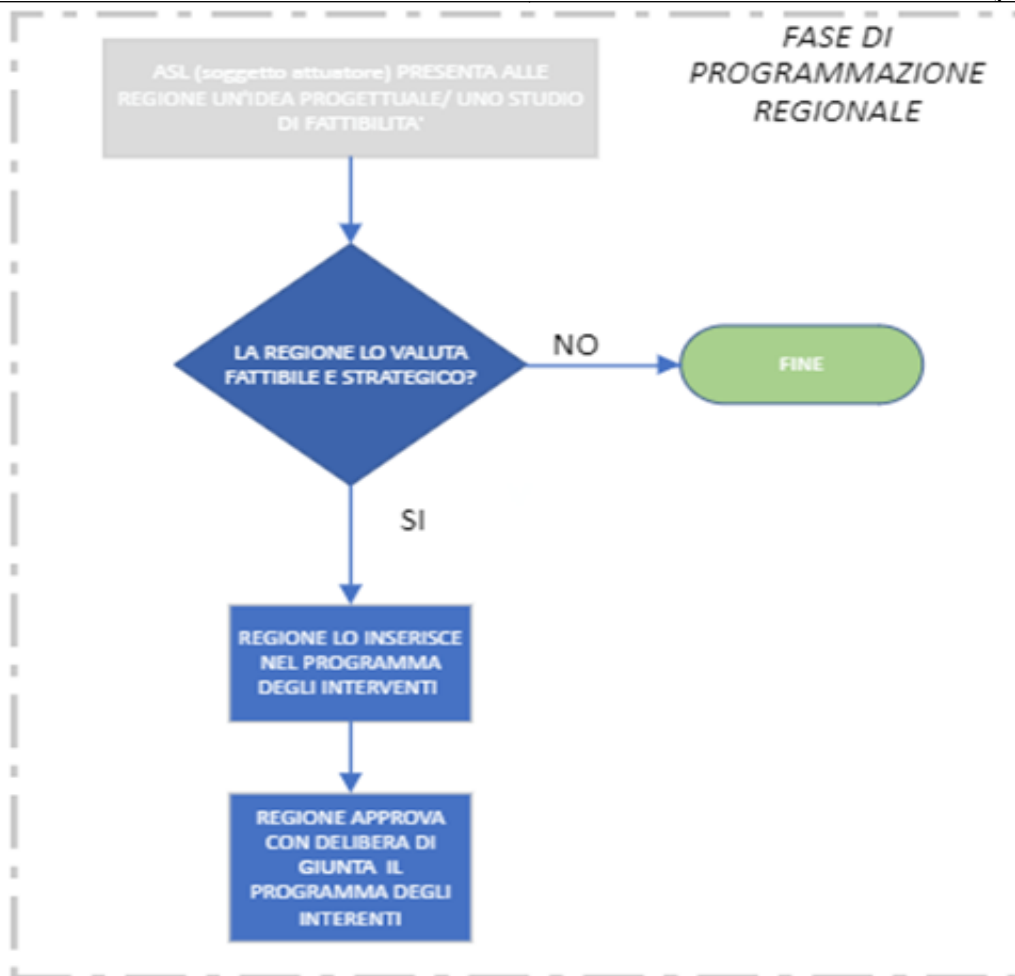 FASE DI
PROGRAMMAZIONE
REGIONALE
ASL (soggetto attuatore) PRESENTA ALLE
REGIONE UN'IDEA PROGETTUALE/ UNO STUDIO
DI FATTIBILITA'
LA REGIONE LO VALUTA
FATTIBILE E STRATEGICO?
NO
FINE
SI
REGIONE LO INSERISCE
NEL PROGRAMMA
DEGLI INTERVENTI
REGIONE APPROVA
CON DELIBERA DI
GIUNTA IL
PROGRAMMA DEGLI
INTERENTI